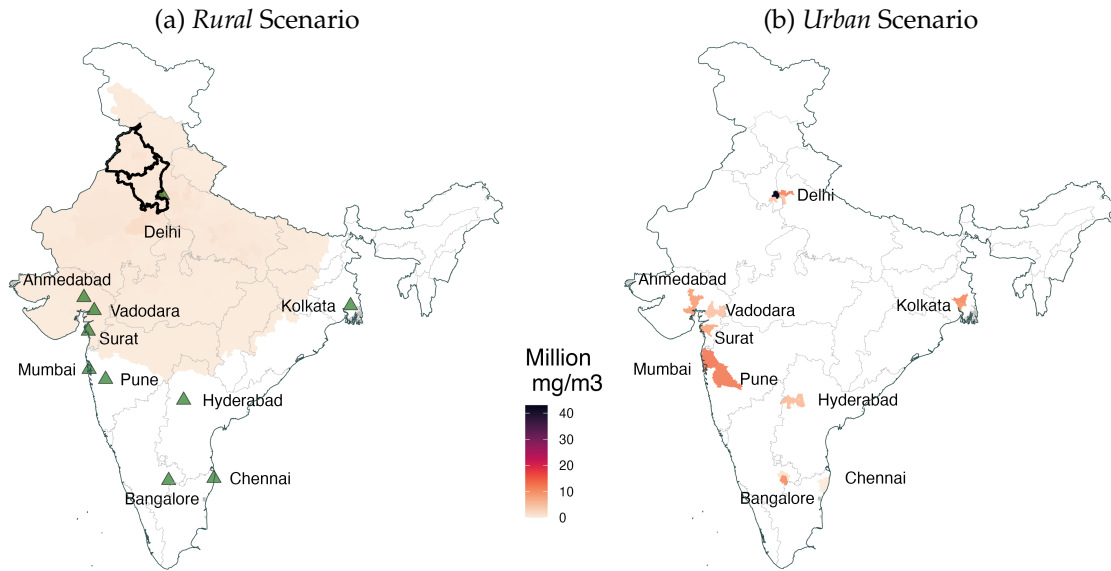 (a) Rural Scenario
Delhi
Ahmedabad
Vadodara
Kolkata
Surat
Mumbai
Pune
Hyderabad
Chennai
Bangalore
Million
mg/m3
40
30
20
10
0
(b) Urban Scenario
Delhi
Ahmedabad
Vadodara
Kolkata
Surat
Mumbai
Pune
Hyderabad
Chennai
Bangalore